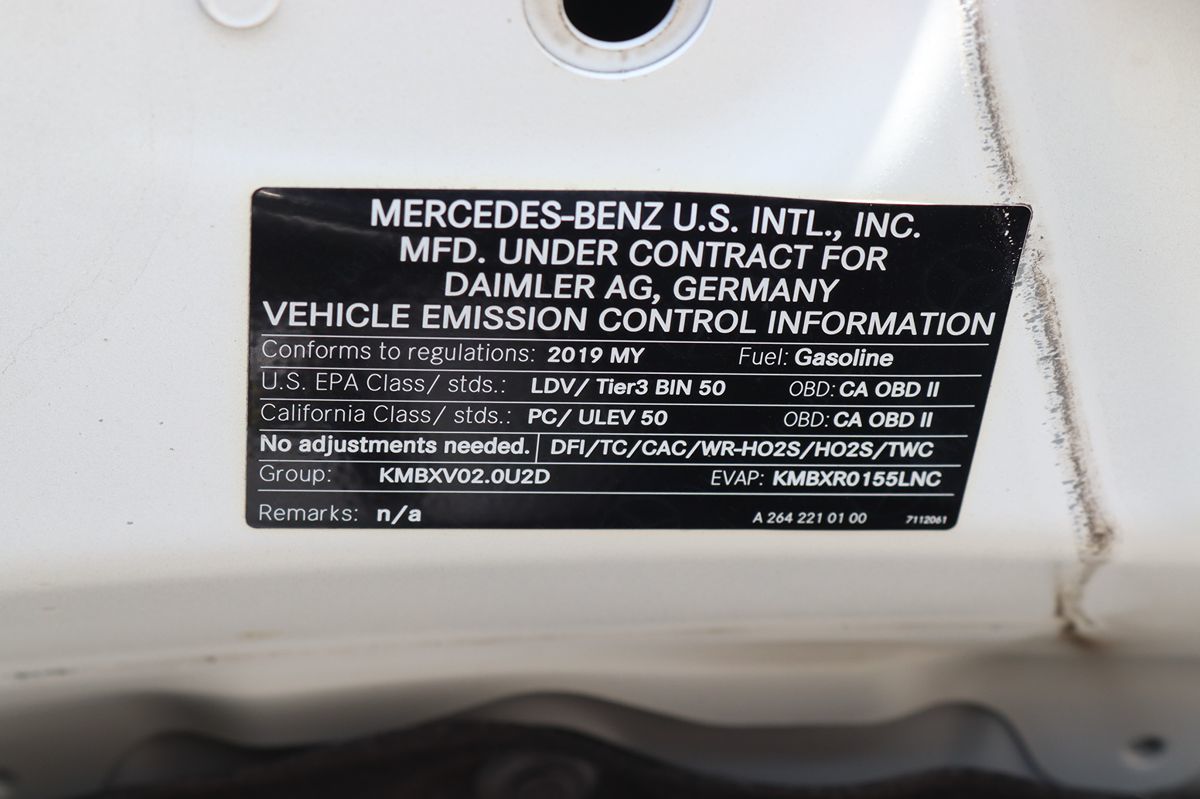 MERCEDES-BENZ U.S. INTL., INC.
MFD. UNDER CONTRACT FOR
DAIMLER AG, GERMANY
VEHICLE EMISSION CONTROL INFORMATION
Conforms to regulations: 2019 MY Fuel: Gasoline
U.S. EPA Class/ stds.: LDV/ Tier3 BIN 50 OBD: CA OBD II
California Class/ stds.: PC/ ULEV 50 OBD: CA OBD II
No adjustments needed. DFI/TC/CAC/WR-HO2S/HO2S/TWC
Group: KMBXV02.0U2D EVAP: KMBXR0155LNC
Remarks: n/a A 264 221 01 00 7112061